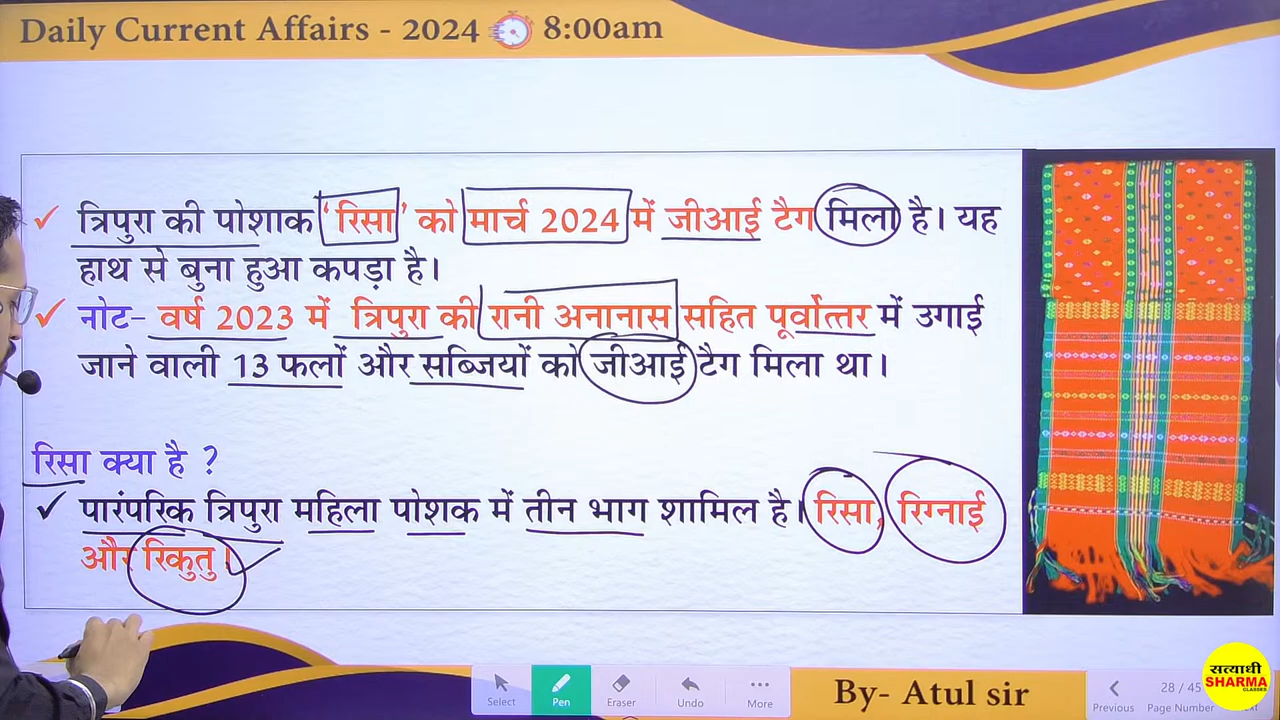 Daily Current Affairs - 2024 8:00am
✓ त्रिपुरा की पोशाक ‘रिसा’ को मार्च 2024 में जीआई टैग मिला है। यह
हाथ से बुना हुआ कपड़ा है।
✓ नोट- वर्ष 2023 में त्रिपुरा की रानी अनानास सहित पूर्वोत्तर में उगाई
जाने वाली 13 फलों और सब्जियों को जीआई टैग मिला था।
रिसा क्या है ?
✓ पारंपरिक त्रिपुरा महिला पोशक में तीन भाग शामिल है। रिसा, रिग्नाई
और रिकुतु।
Select Pen Eraser Undo More
By- Atul sir
Previous 28 / 45 Page Number
सत्याधी
SHARMA
CLASSES